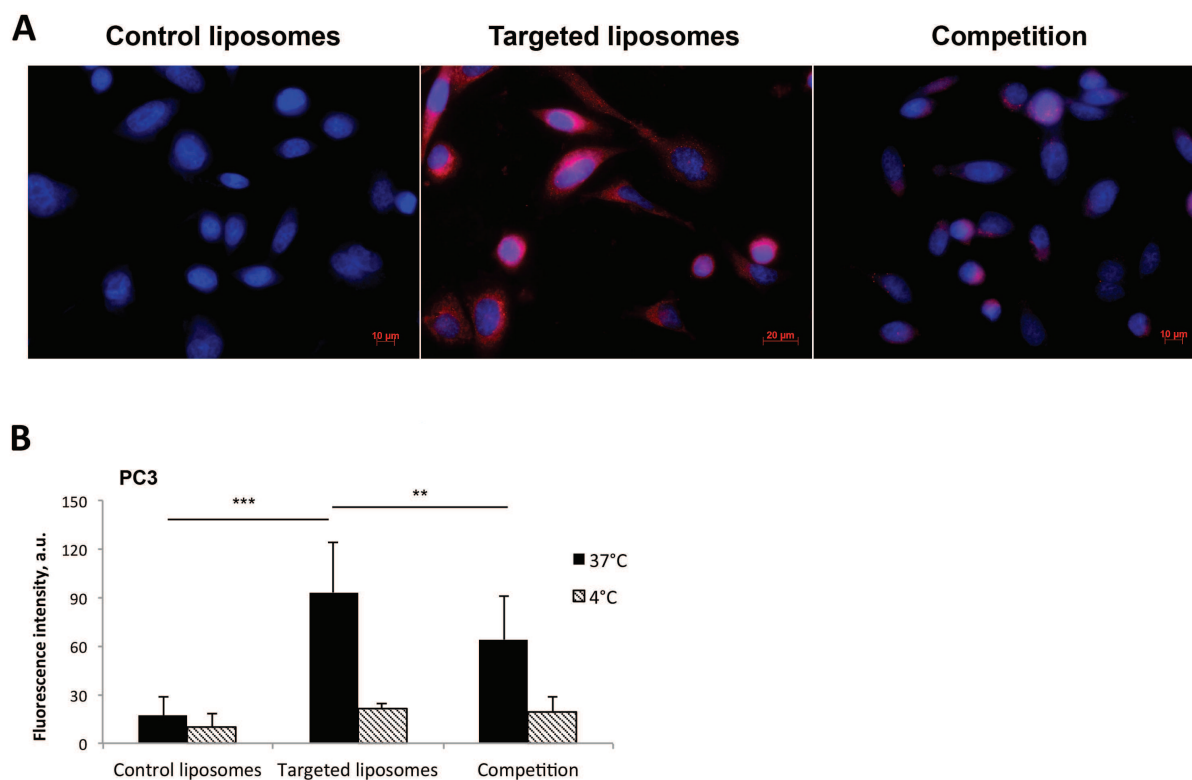 A
Control liposomes
Targeted liposomes
Competition
10 µm
20 µm
10 µm
B
PC3
***
**
Fluorescence intensity, a.u.
150
120
90
60
30
0
37°C
4°C
Control liposomes
Targeted liposomes
Competition